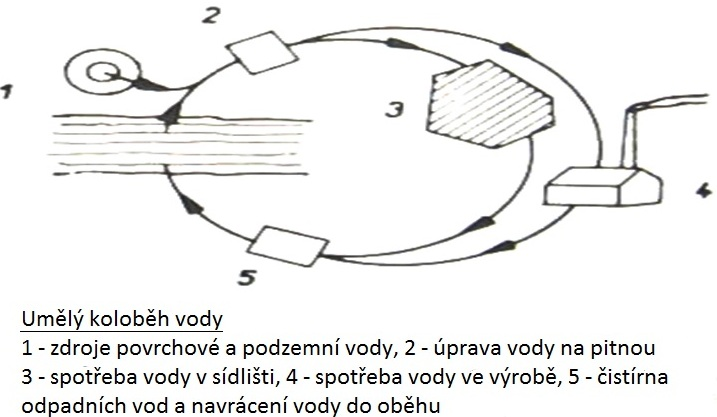 2
1
3
4
5
Umělý koloběh vody
1 - zdroje povrchové a podzemní vody, 2 - úprava vody na pitnou
3 - spotřeba vody v sídlišti, 4 - spotřeba vody ve výrobě, 5 - čistírna
odpadních vod a navrácení vody do oběhu